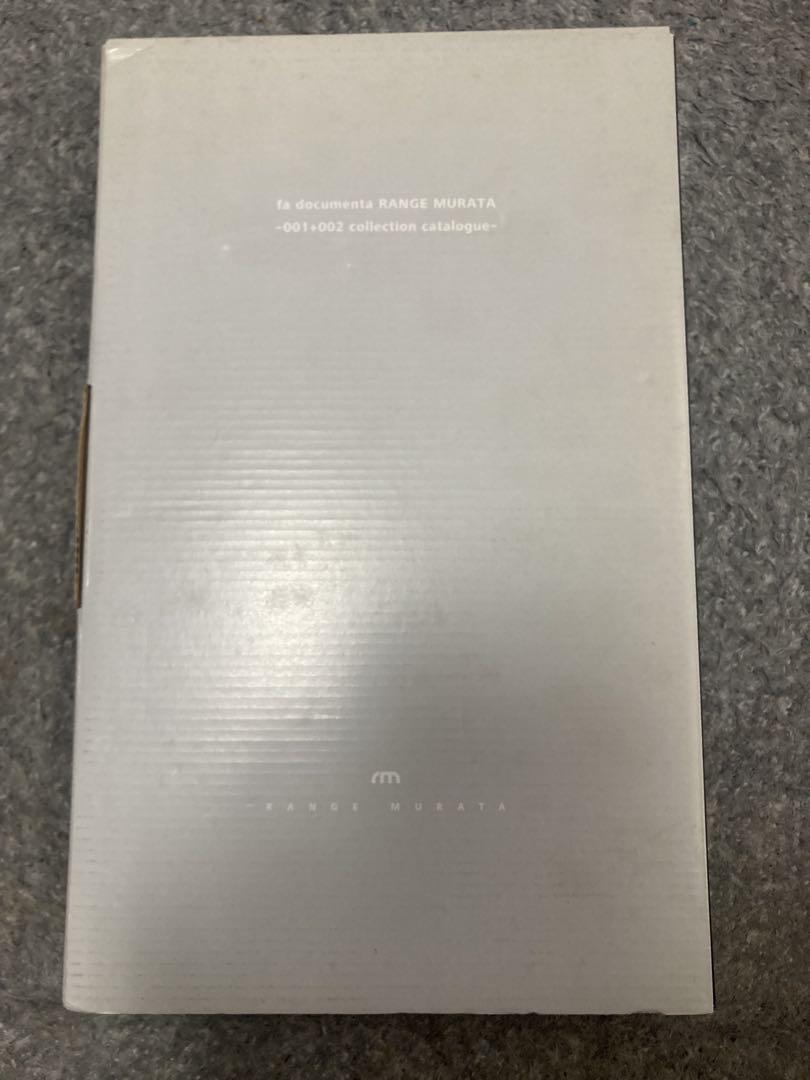 fa documenta RANGE MURATA
-001+002 collection catalogue-
rm
RANGE MURATA